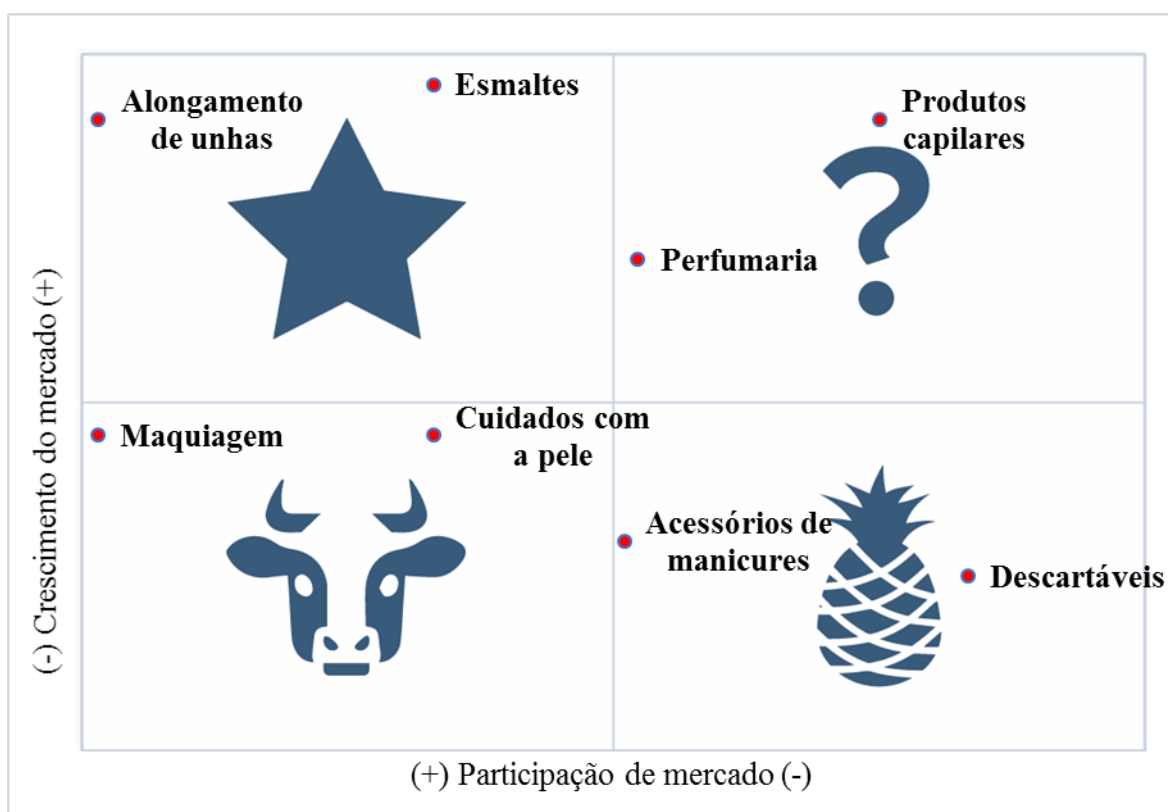 Esmaltes
Alongamento
de unhas
Produtos
capilares
?
Perfumaria
(-) Crescimento do mercado (+)
Maquiagem
Cuidados com
a pele
Acessórios de
manicures
Descartáveis
(+) Participação de mercado (-)